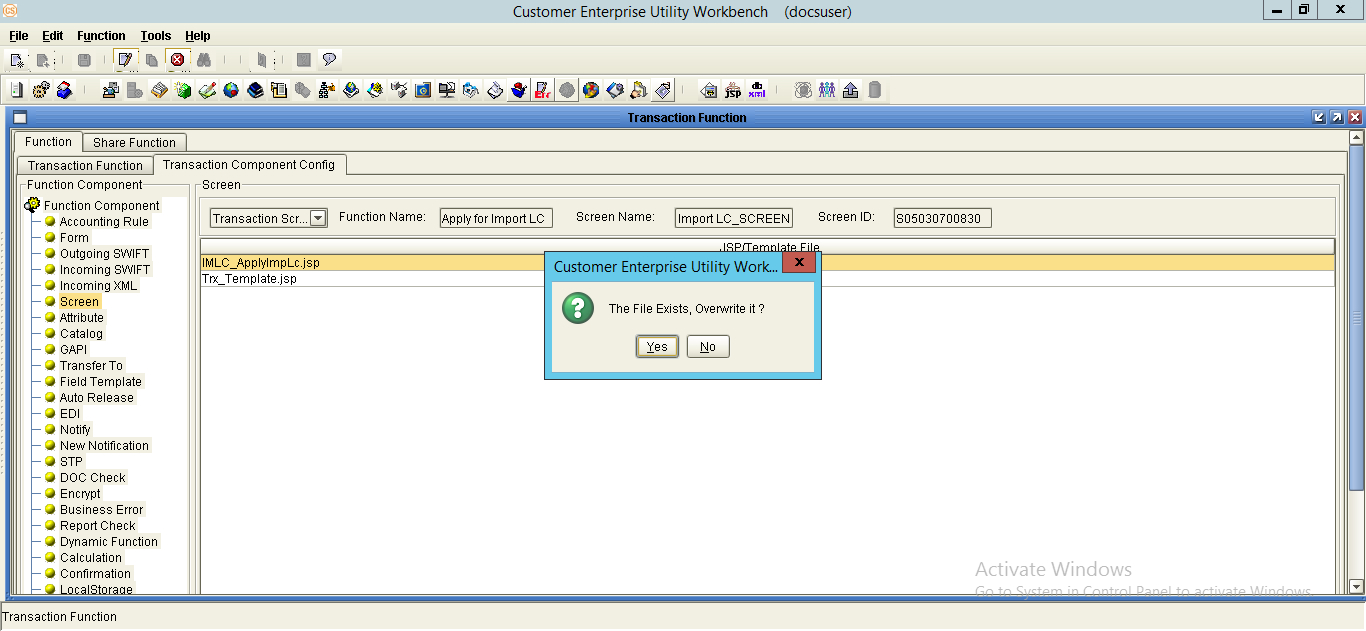 CS
Customer Enterprise Utility Workbench (docsuser)
File Edit Function Tools Help
jsp xml
Transaction Function
Function Share Function
Transaction Function Transaction Component Config
Function Component
Function Component
Accounting Rule
Form
Outgoing SWIFT
Incoming SWIFT
Incoming XML
Screen
Attribute
Catalog
GAPI
Transfer To
Field Template
Auto Release
EDI
Notify
New Notification
STP
DOC Check
Encrypt
Business Error
Report Check
Dynamic Function
Calculation
Confirmation
LocalStorage
Screen
Transaction Scr... Function Name: Apply for Import LC Screen Name: Import LC_SCREEN Screen ID: S05030700830
JSP/Template File
IMLC_ApplyImpLc.jsp
Trx_Template.jsp
Customer Enterprise Utility Work... x
The File Exists, Overwrite it ?
Yes No
Activate Windows
Go to System in Control Panel to activate Windows.
Transaction Function